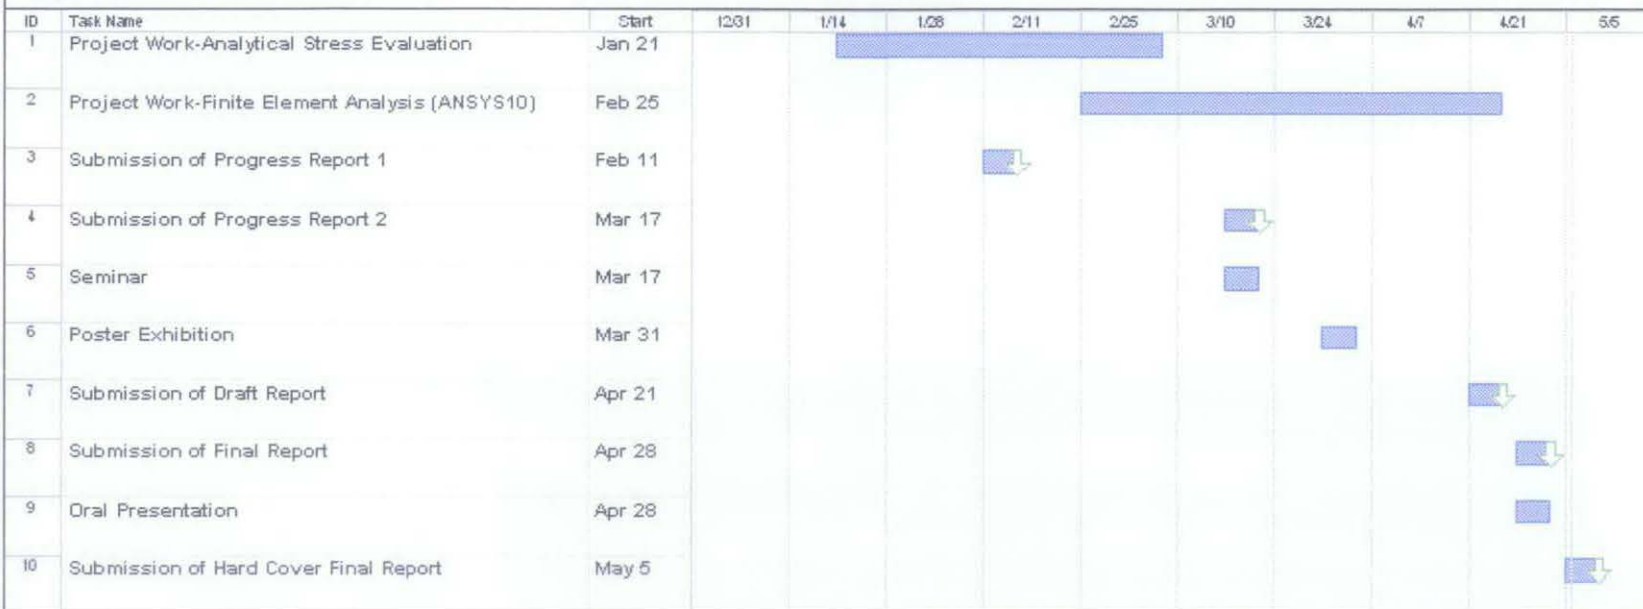 ID Task Name Start 12/31 1/14 1/28 2/11 2/25 3/10 3/24 4/7 4/21 5/5
1 Project Work-Analytical Stress Evaluation Jan 21
2 Project Work-Finite Element Analysis (ANSYS10) Feb 25
3 Submission of Progress Report 1 Feb 11
4 Submission of Progress Report 2 Mar 17
5 Seminar Mar 17
6 Poster Exhibition Mar 31
7 Submission of Draft Report Apr 21
8 Submission of Final Report Apr 28
9 Oral Presentation Apr 28
10 Submission of Hard Cover Final Report May 5